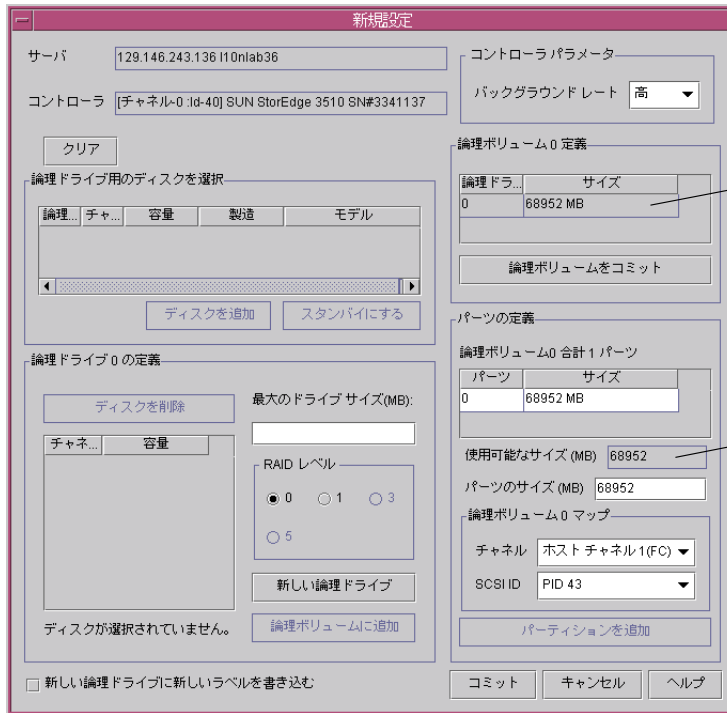 新規設定
サーバ 129.146.243.136 l10nlab36
コントローラ [チャネル-0 :Id-40] SUN StorEdge 3510 SN#3341137
クリア
論理ドライブ用のディスクを選択
論理... チャ... 容量 製造 モデル
ディスクを追加 スタンバイにする
論理ドライブ 0 の定義
ディスクを削除
チャネ... 容量
ディスクが選択されていません。
最大のドライブ サイズ(MB):
RAID レベル
0 1 3
5
新しい論理ドライブ
論理ボリュームに追加
新しい論理ドライブに新しいラベルを書き込む
コントローラ パラメータ
バックグラウンド レート 高
論理ボリューム 0 定義
論理ドラ... サイズ
0 68952 MB
論理ボリュームをコミット
パーツの定義
論理ボリューム0 合計 1 パーツ
パーツ サイズ
0 68952 MB
使用可能なサイズ (MB) 68952
パーツのサイズ (MB) 68952
論理ボリューム 0 マップ
チャネル ホスト チャネル 1(FC)
SCSI ID PID 43
パーティションを追加
コミット キャンセル ヘルプ